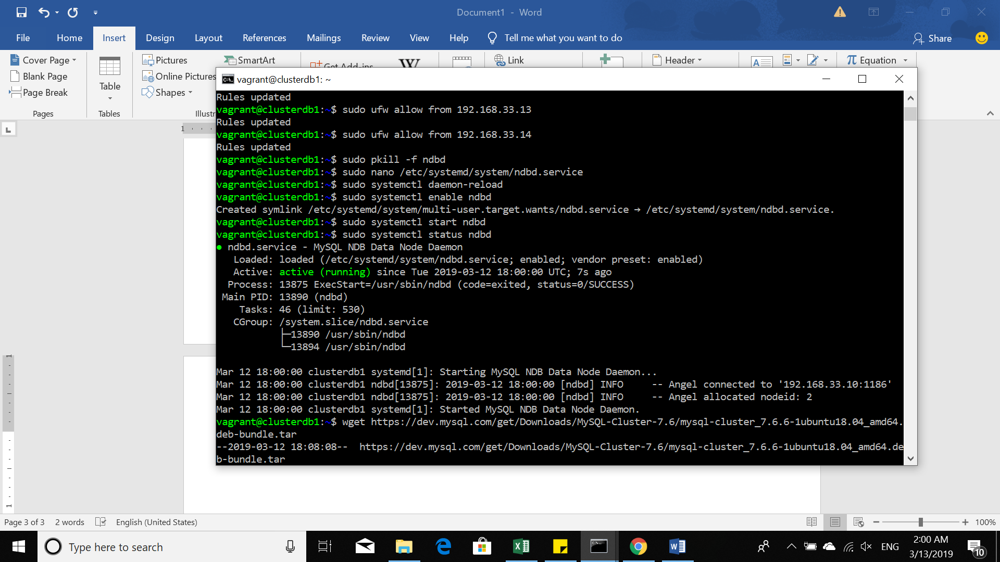 Document1 - Word
File Home Insert Design Layout References Mailings Review View Help Tell me what you want to do Share
Cover Page
Blank Page
Page Break
Pages
Table
Tables
Pictures
Online Pictures
Shapes
SmartArt
Link
Header
Equation
W
A
L
1
vagrant@clusterdb1: ~
Rules updated
vagrant@clusterdb1:~$ sudo ufw allow from 192.168.33.13
Rules updated
vagrant@clusterdb1:~$ sudo ufw allow from 192.168.33.14
Rules updated
vagrant@clusterdb1:~$ sudo pkill -f ndbd
vagrant@clusterdb1:~$ sudo nano /etc/systemd/system/ndbd.service
vagrant@clusterdb1:~$ sudo systemctl daemon-reload
vagrant@clusterdb1:~$ sudo systemctl enable ndbd
Created symlink /etc/systemd/system/multi-user.target.wants/ndbd.service → /etc/systemd/system/ndbd.service.
vagrant@clusterdb1:~$ sudo systemctl start ndbd
vagrant@clusterdb1:~$ sudo systemctl status ndbd
● ndbd.service - MySQL NDB Data Node Daemon
Loaded: loaded (/etc/systemd/system/ndbd.service; enabled; vendor preset: enabled)
Active: active (running) since Tue 2019-03-12 18:00:00 UTC; 7s ago
Process: 13875 ExecStart=/usr/sbin/ndbd (code=exited, status=0/SUCCESS)
Main PID: 13890 (ndbd)
Tasks: 46 (limit: 530)
CGroup: /system.slice/ndbd.service
├─13890 /usr/sbin/ndbd
└─13894 /usr/sbin/ndbd
Mar 12 18:00:00 clusterdb1 systemd[1]: Starting MySQL NDB Data Node Daemon...
Mar 12 18:00:00 clusterdb1 ndbd[13875]: 2019-03-12 18:00:00 [ndbd] INFO     -- Angel connected to '192.168.33.10:1186'
Mar 12 18:00:00 clusterdb1 ndbd[13875]: 2019-03-12 18:00:00 [ndbd] INFO     -- Angel allocated nodeid: 2
Mar 12 18:00:00 clusterdb1 systemd[1]: Started MySQL NDB Data Node Daemon.
vagrant@clusterdb1:~$ wget https://dev.mysql.com/get/Downloads/MySQL-Cluster-7.6/mysql-cluster_7.6.6-1ubuntu18.04_amd64.
deb-bundle.tar
--2019-03-12 18:08:08--  https://dev.mysql.com/get/Downloads/MySQL-Cluster-7.6/mysql-cluster_7.6.6-1ubuntu18.04_amd64.de
b-bundle.tar
Page 3 of 3 2 words English (United States) 100%
Type here to search
ENG
2:00 AM
3/13/2019
10